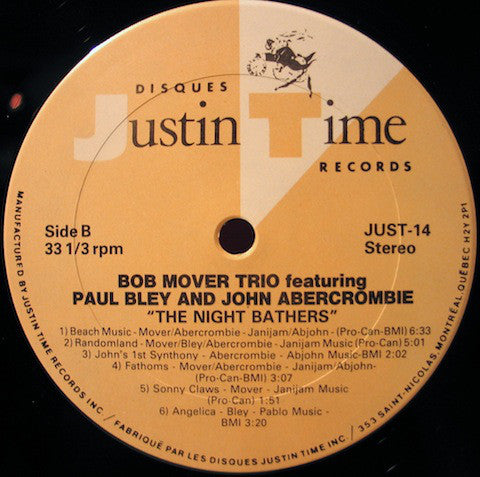 DISQUES
Justin Time
RECORDS
Side B
33 1/3 rpm
JUST-14
Stereo
BOB MOVER TRIO featuring
PAUL BLEY AND JOHN ABERCROMBIE
"THE NIGHT BATHERS"
1) Beach Music - Mover/Abercrombie - Janijam/Abjohn - (Pro-Can-BMI) 6:33
2) Randomland - Mover/Bley/Abercrombie - Janijam Music (Pro-Can) 5:01
3) John's 1st Synthony - Abercrombie - Abjohn Music-BMI 2:02
4) Fathoms - Mover/Abercrombie - Janijam/Abjohn-
(Pro-Can-BMI) 3:07
5) Sonny Claws - Mover - Janijam Music
(Pro-Can) 1:51
6) Angelica - Bley - Pablo Music -
BMI 3:20
MANUFACTURED BY JUSTIN TIME RECORDS INC / FABRIQUÉ PAR LES DISQUES JUSTIN TIME INC / 353 SAINT-NICOLAS, MONTRÉAL QUÉBEC H2Y 2P1